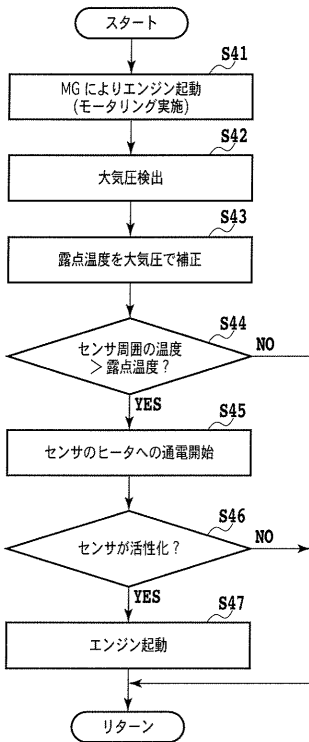 スタート
S41
MGによりエンジン起動
(モータリング実施)
S42
大気圧検出
S43
露点温度を大気圧で補正
S44
センサ周囲の温度
＞露点温度？
NO
YES
S45
センサのヒータへの通電開始
S46
センサが活性化？
NO
YES
S47
エンジン起動
リターン